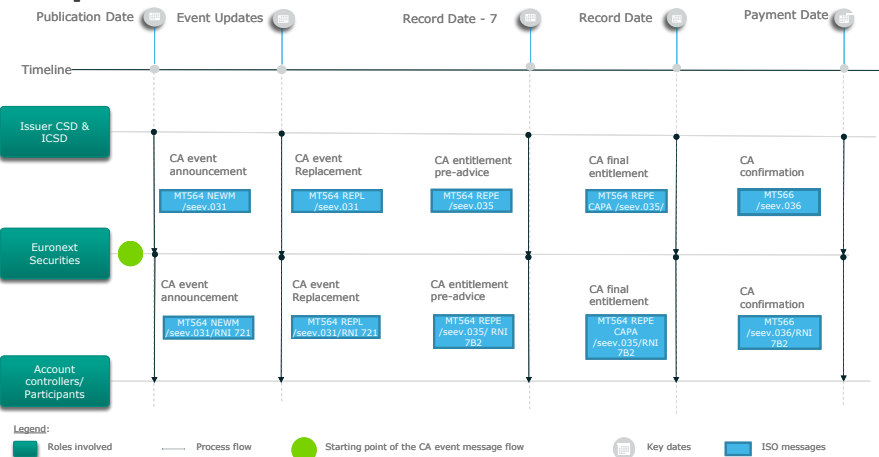 Publication Date
Event Updates
Record Date - 7
Record Date
Payment Date
Timeline
Issuer CSD &
ICSD
CA event
announcement
MT564 NEWM
/seev.031
CA event
Replacement
MT564 REPL
/seev.031
CA entitlement
pre-advice
MT564 REPE
/seev.035
CA final
entitlement
MT564 REPE
CAPA /seev.035/
CA
confirmation
MT566
/seev.036
Euronext
Securities
CA event
announcement
MT564 NEWM
/seev.031/RNI 721
CA event
Replacement
MT564 REPL
/seev.031/RNI 721
CA entitlement
pre-advice
MT564 REPE
/seev.035/ RNI
7B2
CA final
entitlement
MT564 REPE
CAPA
/seev.035/RNI
7B2
CA
confirmation
MT566
/seev.036/RNI
7B2
Account
controllers/
Participants
Legend:
Roles involved
Process flow
Starting point of the CA event message flow
Key dates
ISO messages